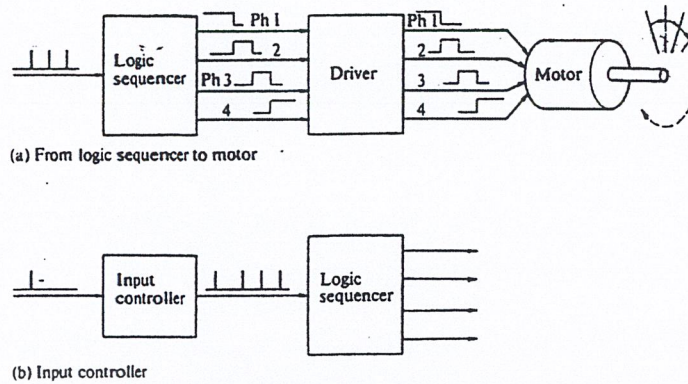 Ph 1
Ph 1
Logic sequencer
2
Driver
2
Motor
Ph 3
3
4
4
(a) From logic sequencer to motor
Input controller
Logic sequencer
(b) Input controller